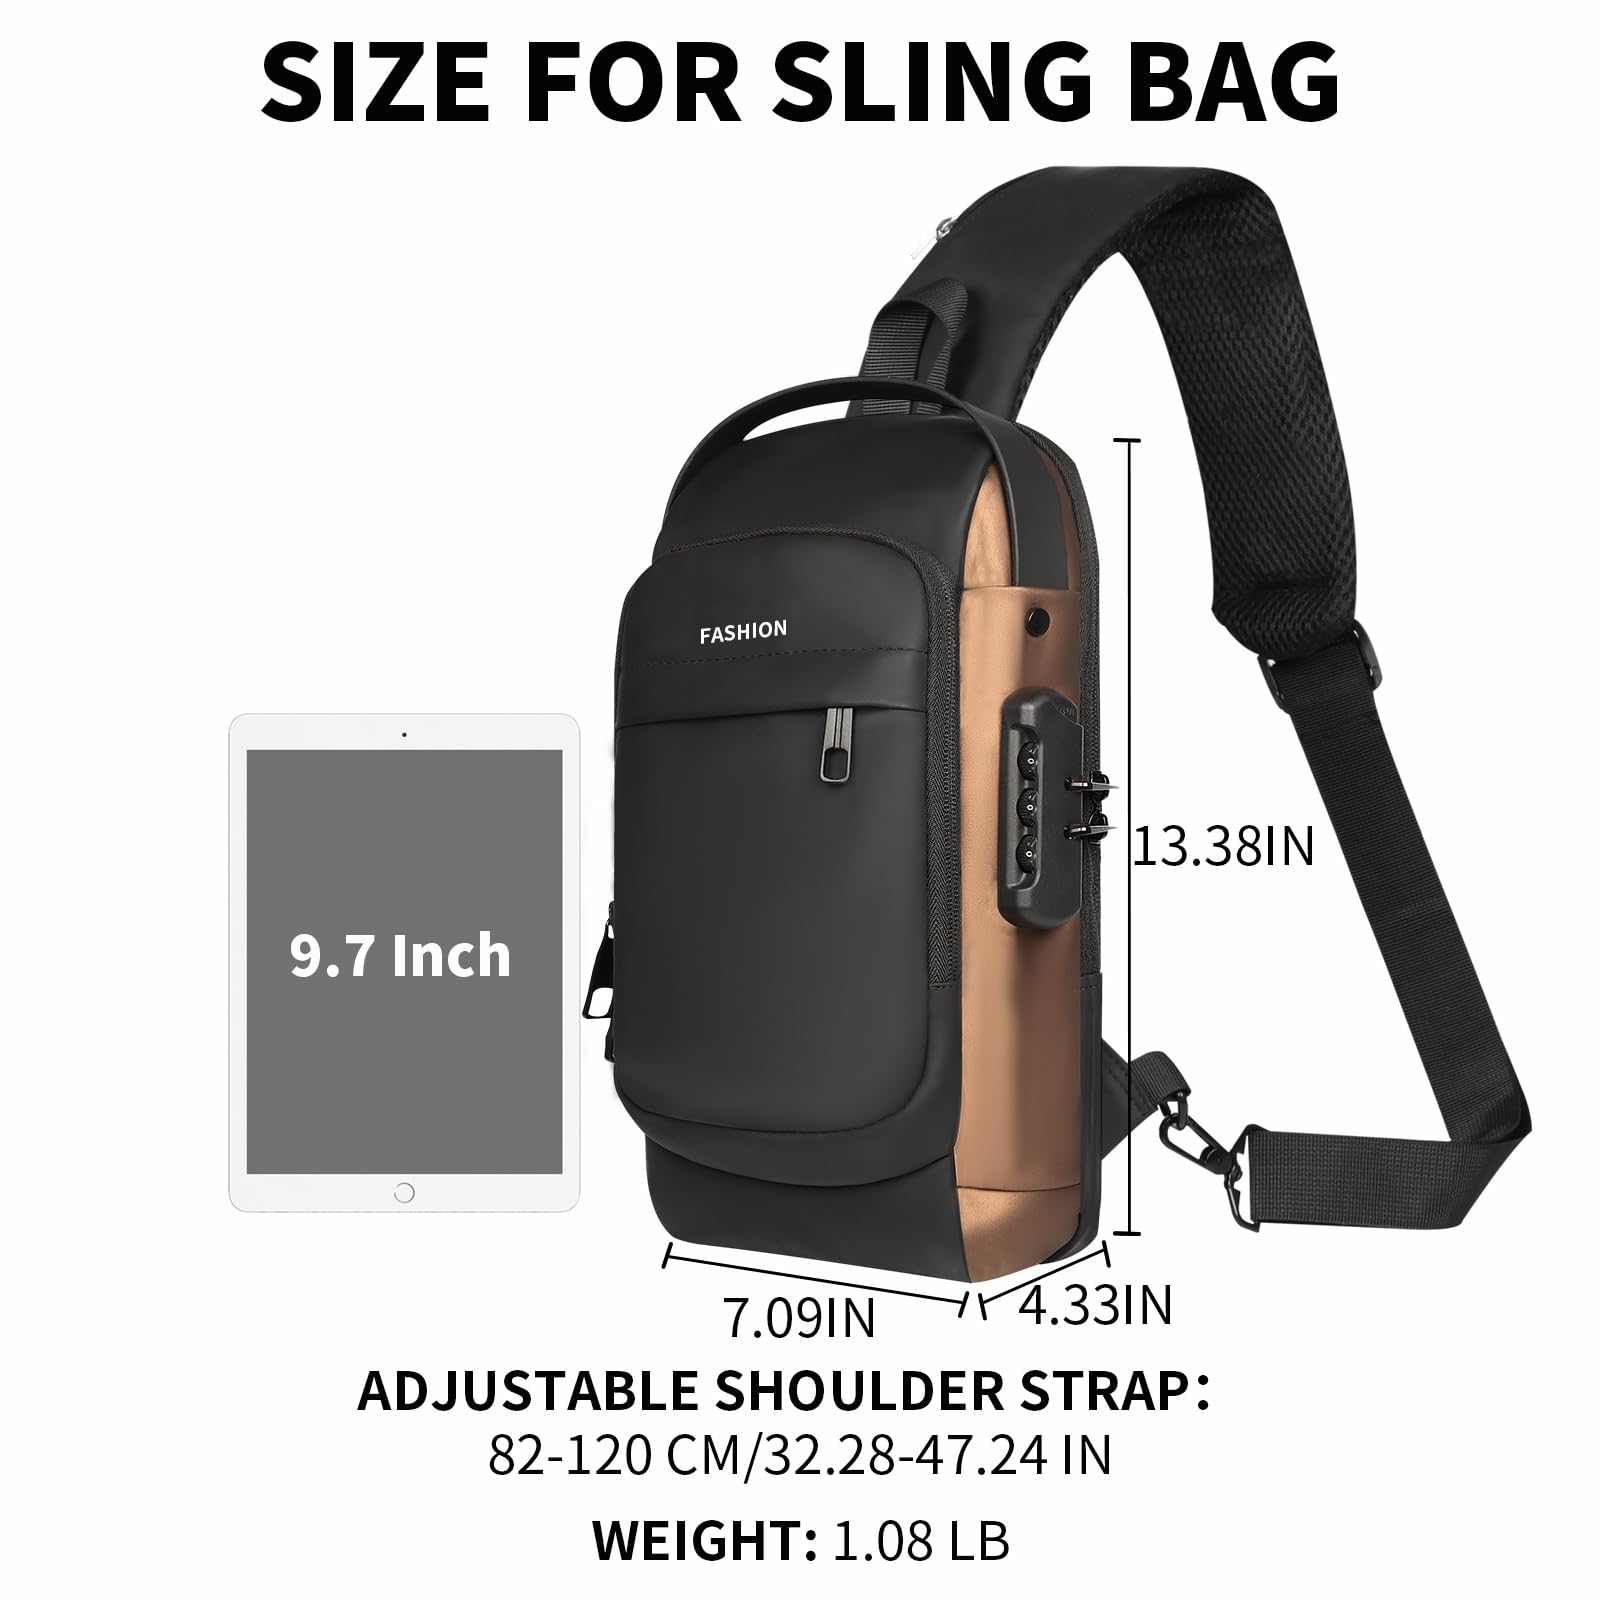 SIZE FOR SLING BAG
FASHION
9.7 Inch
13.38IN
7.09IN
4.33IN
ADJUSTABLE SHOULDER STRAP:
82-120 CM/32.28-47.24 IN
WEIGHT: 1.08 LB